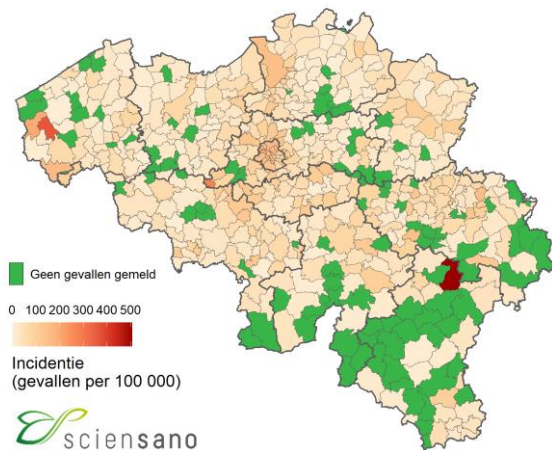 Geen gevallen gemeld
0 100 200 300 400 500
Incidentie
(gevallen per 100 000)
sciensano